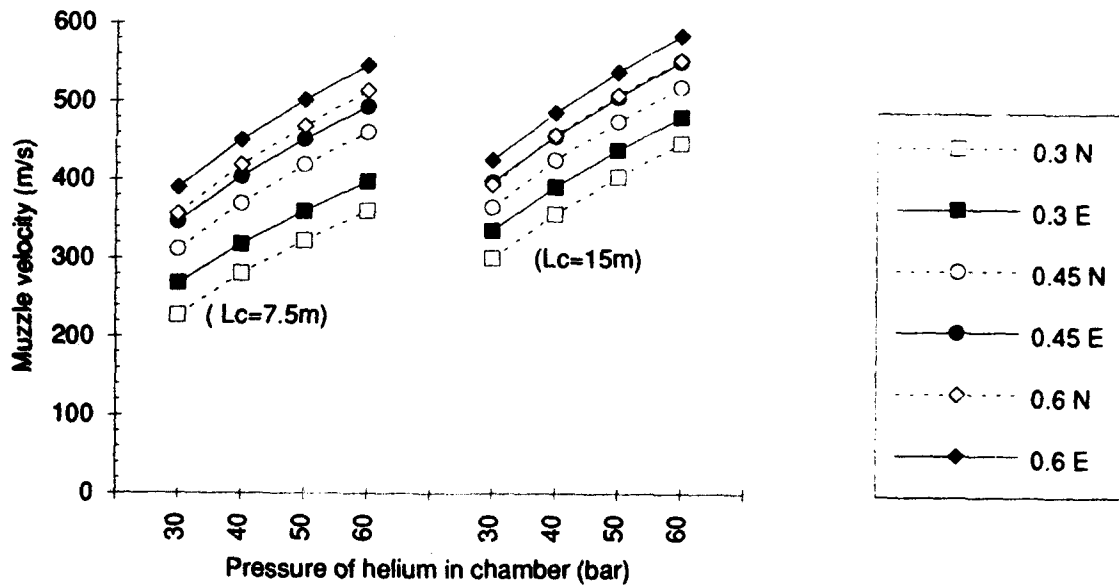 600
500
400
300
200
100
0
Muzzle velocity (m/s)
( Lc=7.5m)
(Lc=15m)
30
40
50
60
30
40
50
60
Pressure of helium in chamber (bar)
0.3 N
0.3 E
0.45 N
0.45 E
0.6 N
0.6 E